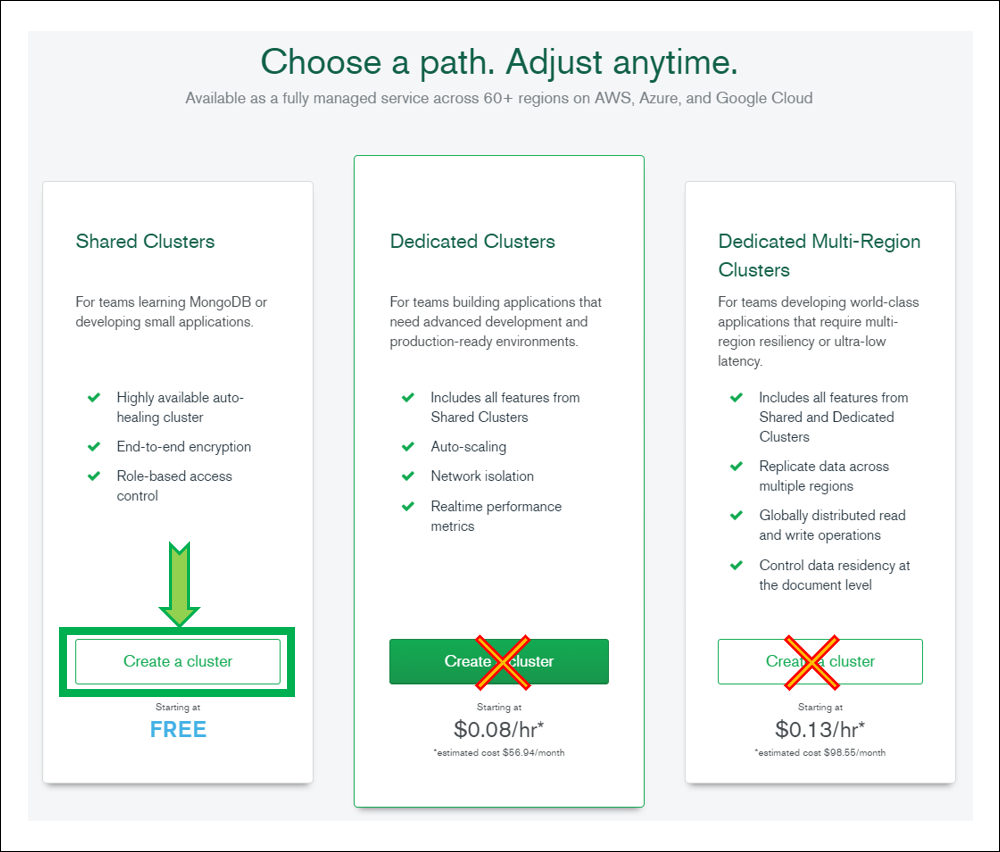 Choose a path. Adjust anytime.
Available as a fully managed service across 60+ regions on AWS, Azure, and Google Cloud
Shared Clusters
For teams learning MongoDB or
developing small applications.
Highly available auto-
healing cluster
End-to-end encryption
Role-based access
control
Create a cluster
Starting at
FREE
Dedicated Clusters
For teams building applications that
need advanced development and
production-ready environments.
Includes all features from
Shared Clusters
Auto-scaling
Network isolation
Realtime performance
metrics
Create a cluster
Starting at
$0.08/hr*
*estimated cost $56.94/month
Dedicated Multi-Region
Clusters
For teams developing world-class
applications that require multi-
region resiliency or ultra-low
latency.
Includes all features from
Shared and Dedicated
Clusters
Replicate data across
multiple regions
Globally distributed read
and write operations
Control data residency at
the document level
Create a cluster
Starting at
$0.13/hr*
*estimated cost $98.55/month